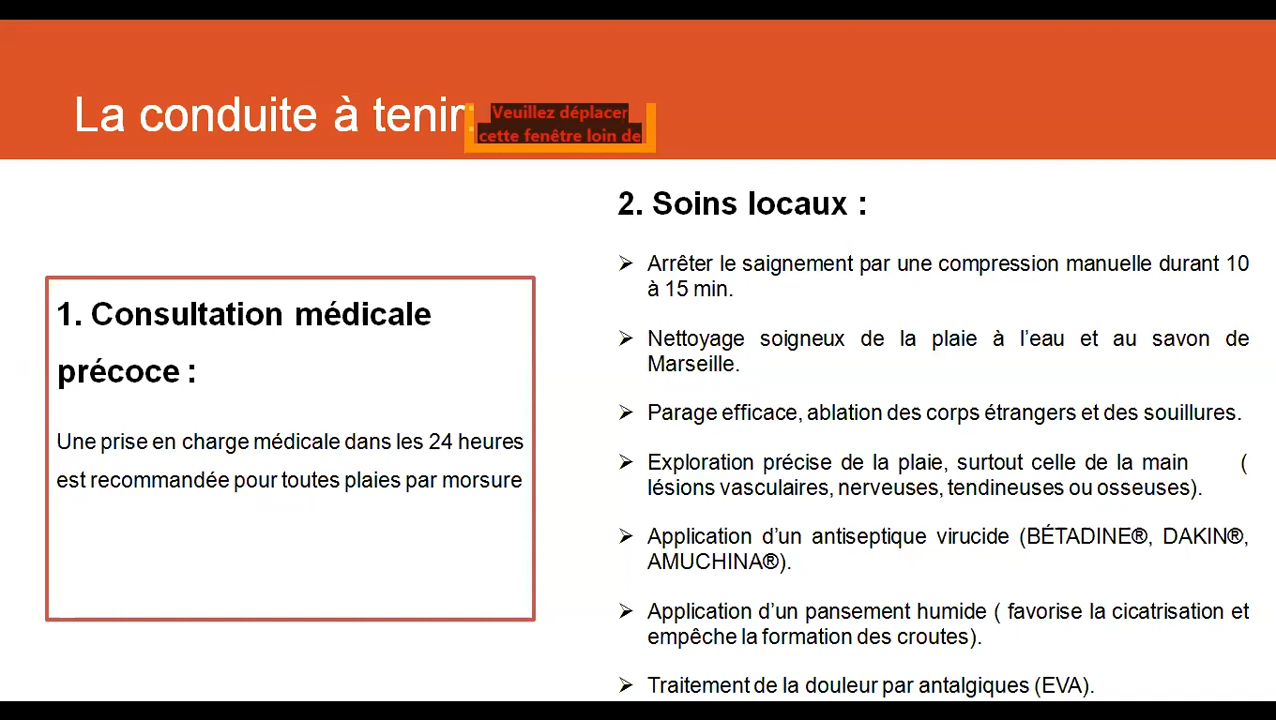 La conduite à tenir:
Veuillez déplacer
cette fenêtre loin de
1. Consultation médicale
précoce :
Une prise en charge médicale dans les 24 heures
est recommandée pour toutes plaies par morsure
2. Soins locaux :
➢ Arrêter le saignement par une compression manuelle durant 10
à 15 min.
➢ Nettoyage soigneux de la plaie à l’eau et au savon de
Marseille.
➢ Parage efficace, ablation des corps étrangers et des souillures.
➢ Exploration précise de la plaie, surtout celle de la main (
lésions vasculaires, nerveuses, tendineuses ou osseuses).
➢ Application d’un antiseptique virucide (BÉTADINE®, DAKIN®,
AMUCHINA®).
➢ Application d’un pansement humide ( favorise la cicatrisation et
empêche la formation des croutes).
➢ Traitement de la douleur par antalgiques (EVA).